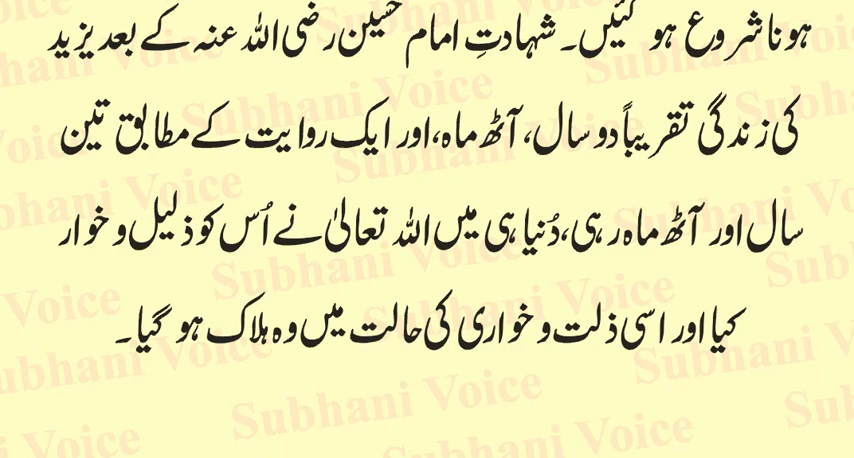 ہونا شروع ہو گئیں۔ شہادتِ امام حسین رضی اللہ عنہ کے بعد یزید
کی زندگی تقریباً دو سال، آٹھ ماہ، اور ایک روایت کے مطابق تین
سال اور آٹھ ماہ رہی، دُنیا ہی میں اللہ تعالیٰ نے اُس کو ذلیل و خوار
کیا اور اسی ذلت و خواری کی حالت میں وہ ہلاک ہو گیا۔
Subhani Voice